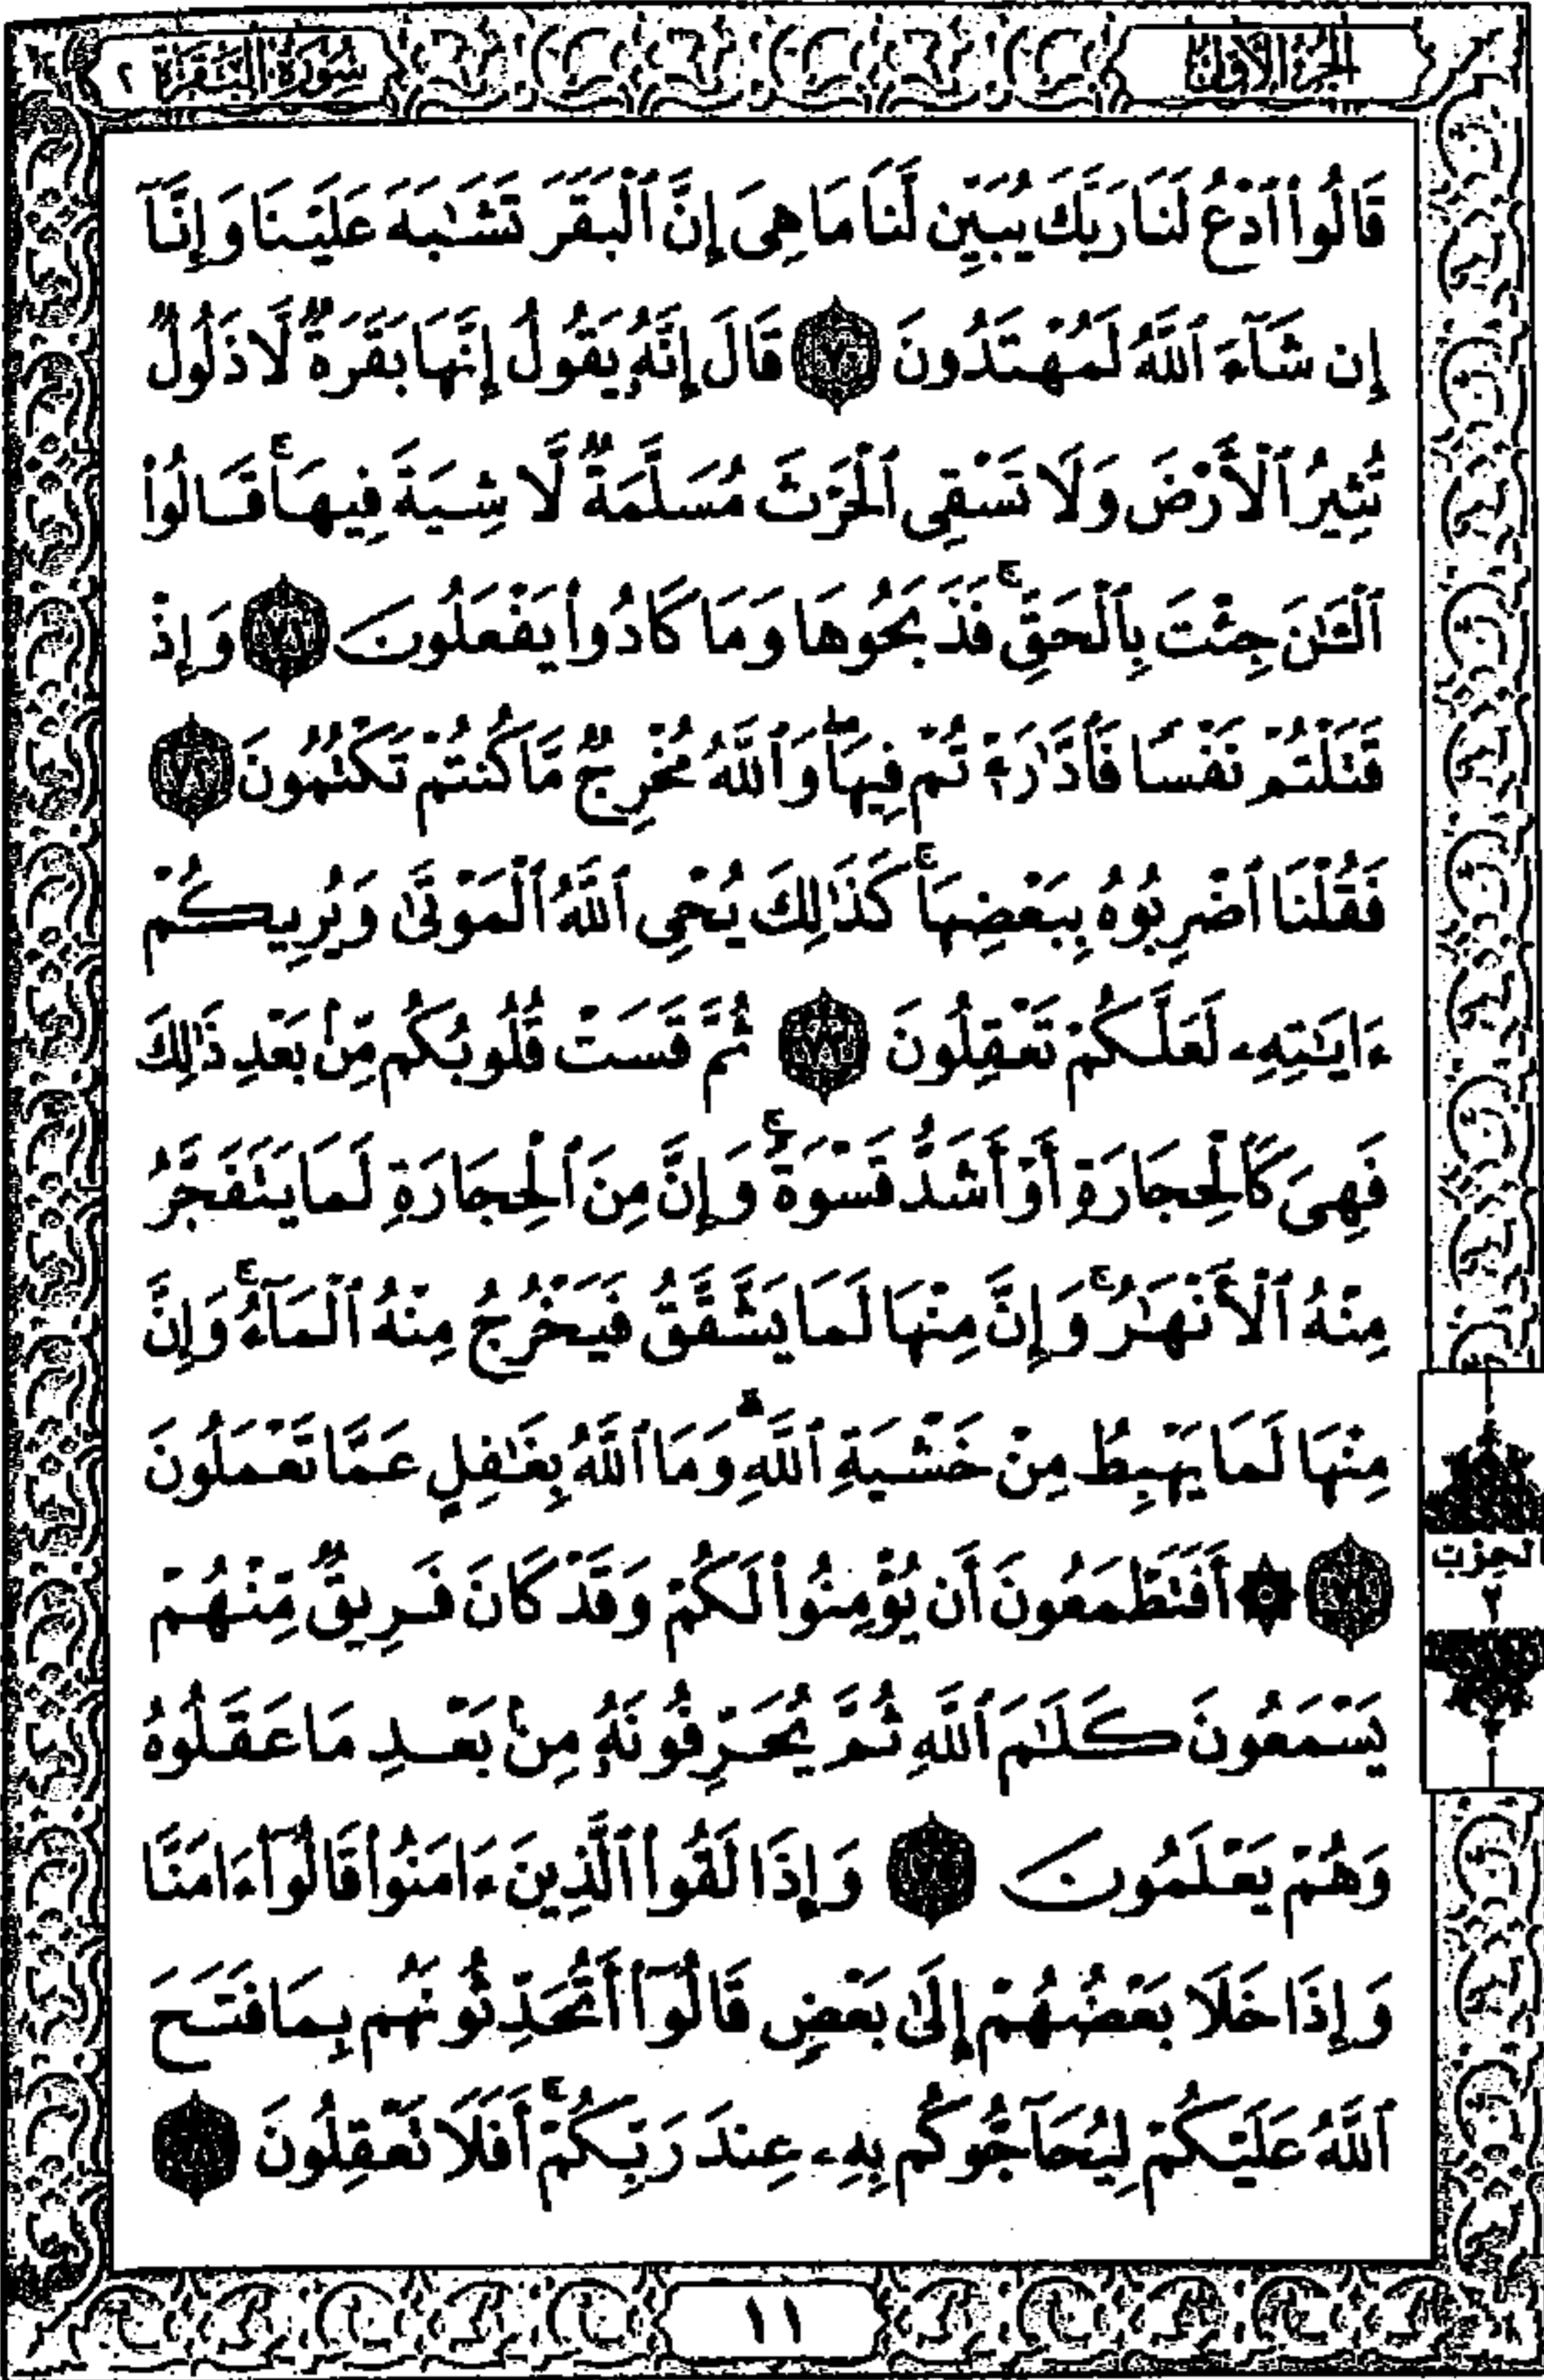 الجزء الأول
سورة البقرة ٢
قَالُوا۟ ٱدْعُ لَنَا رَبَّكَ يُبَيِّن لَّنَا مَا هِىَ إِنَّ ٱلْبَقَرَ تَشَـٰبَهَ عَلَيْنَا وَإِنَّآ
إِن شَآءَ ٱللَّهُ لَمُهْتَدُونَ ٧٠ قَالَ إِنَّهُۥ يَقُولُ إِنَّهَا بَقَرَةٌ لَّا ذَلُولٌ
تُثِيرُ ٱلْأَرْضَ وَلَا تَسْقِى ٱلْحَرْثَ مُسَلَّمَةٌ لَّا شِيَةَ فِيهَا ۚ قَالُوا۟
ٱلْـَٔـٰنَ جِئْتَ بِٱلْحَقِّ ۚ فَذَبَحُوهَا وَمَا كَادُوا۟ يَفْعَلُونَ ٧١ وَإِذْ
قَتَلْتُمْ نَفْسًا فَٱدَّٰرَْٰٔتُمْ فِيهَا ۖ وَٱللَّهُ مُخْرِجٌ مَّا كُنتُمْ تَكْتُمُونَ ٧٢
فَقُلْنَا ٱضْرِبُوهُ بِبَعْضِهَا ۚ كَذَٰلِكَ يُحْىِ ٱللَّهُ ٱلْمَوْتَىٰ وَيُرِيكُمْ
ءَايَـٰتِهِۦ لَعَلَّكُمْ تَعْقِلُونَ ٧٣ ثُمَّ قَسَتْ قُلُوبُكُم مِّنۢ بَعْدِ ذَٰلِكَ
فَهِىَ كَٱلْحِجَارَةِ أَوْ أَشَدُّ قَسْوَةً ۚ وَإِنَّ مِنَ ٱلْحِجَارَةِ لَمَا يَتَفَجَّرُ
مِنْهُ ٱلْأَنْهَـٰرُ ۚ وَإِنَّ مِنْهَا لَمَا يَشَّقَّقُ فَيَخْرُجُ مِنْهُ ٱلْمَآءُ ۚ وَإِنَّ
مِنْهَا لَمَا يَهْبِطُ مِنْ خَشْيَةِ ٱللَّهِ ۗ وَمَا ٱللَّهُ بِغَـٰفِلٍ عَمَّا تَعْمَلُونَ
٧٤ ۞ أَفَتَطْمَعُونَ أَن يُؤْمِنُوا۟ لَكُمْ وَقَدْ كَانَ فَرِيقٌ مِّنْهُمْ
يَسْمَعُونَ كَلَـٰمَ ٱللَّهِ ثُمَّ يُحَرِّفُونَهُۥ مِنۢ بَعْدِ مَا عَقَلُوهُ
وَهُمْ يَعْلَمُونَ ٧٥ وَإِذَا لَقُوا۟ ٱلَّذِينَ ءَامَنُوا۟ قَالُوٓا۟ ءَامَنَّا
وَإِذَا خَلَا بَعْضُهُمْ إِلَىٰ بَعْضٍ قَالُوٓا۟ أَتُحَدِّثُونَهُم بِمَا فَتَحَ
ٱللَّهُ عَلَيْكُمْ لِيُحَآجُّوكُم بِهِۦ عِندَ رَبِّكُمْ ۚ أَفَلَا تَعْقِلُونَ ٧٦
الحزب
٢
١١